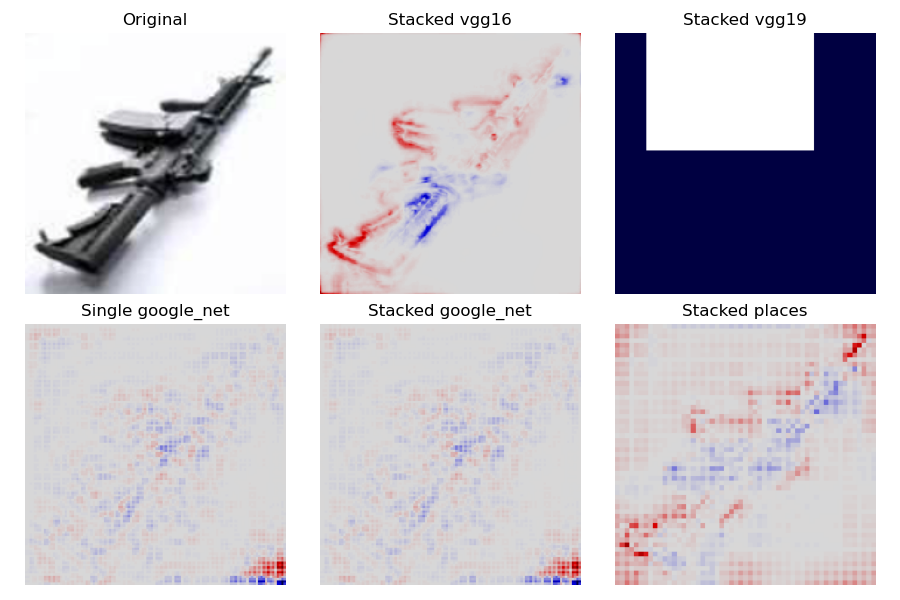 Original
Stacked vgg16
Stacked vgg19
Single google_net
Stacked google_net
Stacked places